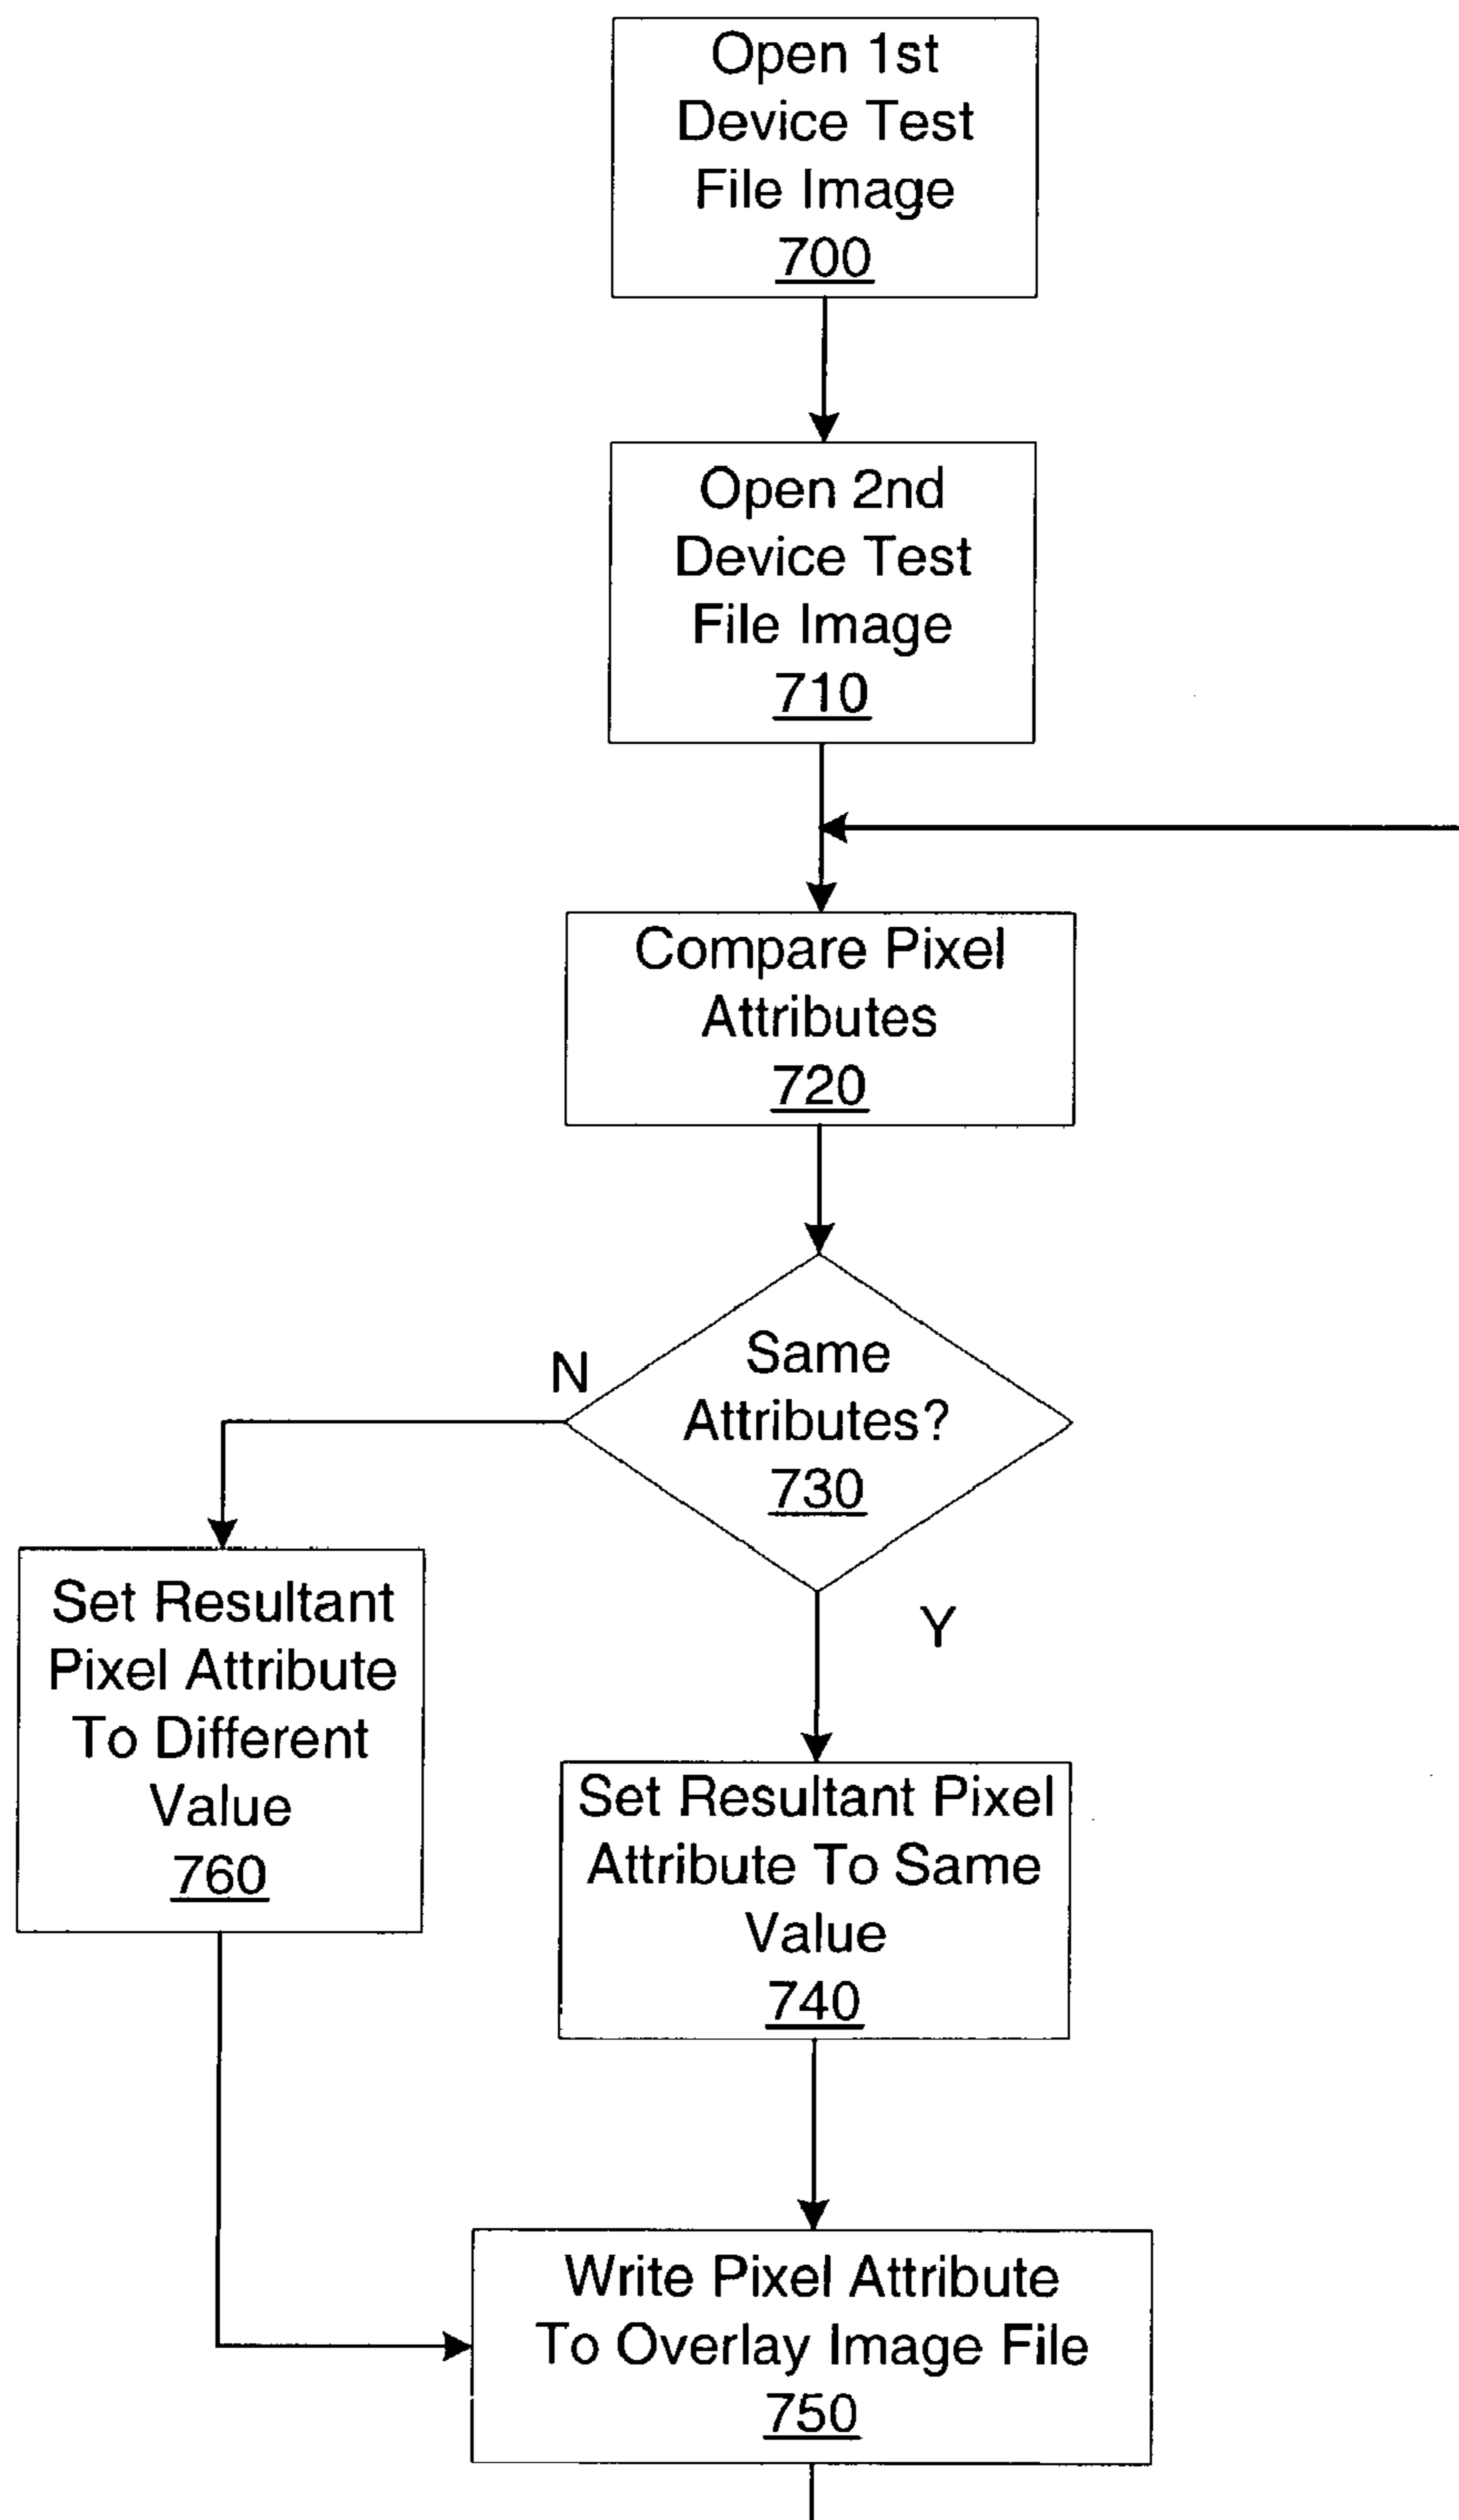 Open 1st
Device Test
File Image
700
Open 2nd
Device Test
File Image
710
Compare Pixel
Attributes
720
Same
Attributes?
730
N
Y
Set Resultant
Pixel Attribute
To Different
Value
760
Set Resultant Pixel
Attribute To Same
Value
740
Write Pixel Attribute
To Overlay Image File
750